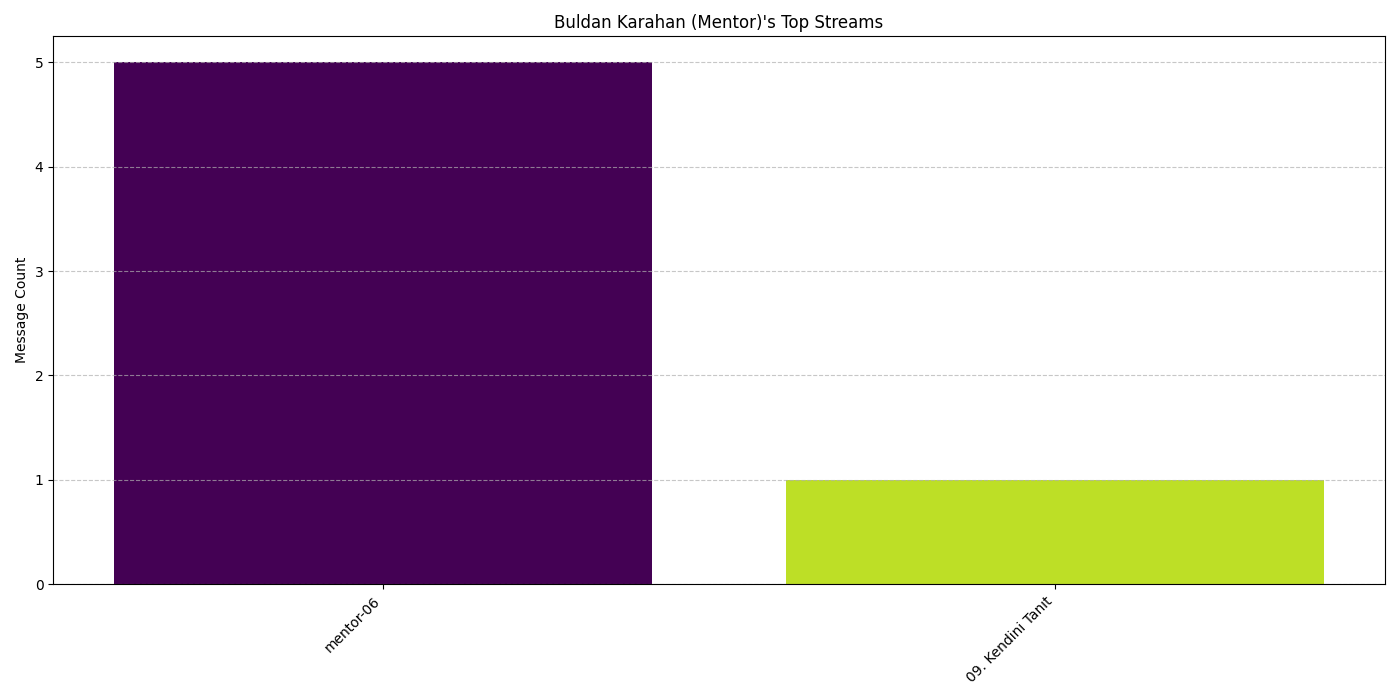 Buldan Karahan (Mentor)'s Top Streams
Message Count
5
4
3
2
1
0
mentor-06
09. Kendini Tanıt